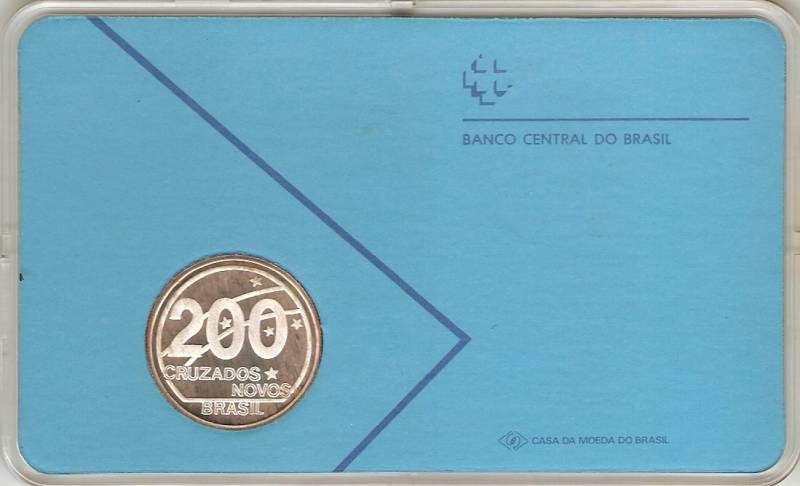 BANCO CENTRAL DO BRASIL
200
CRUZADOS
NOVOS
BRASIL
CASA DA MOEDA DO BRASIL